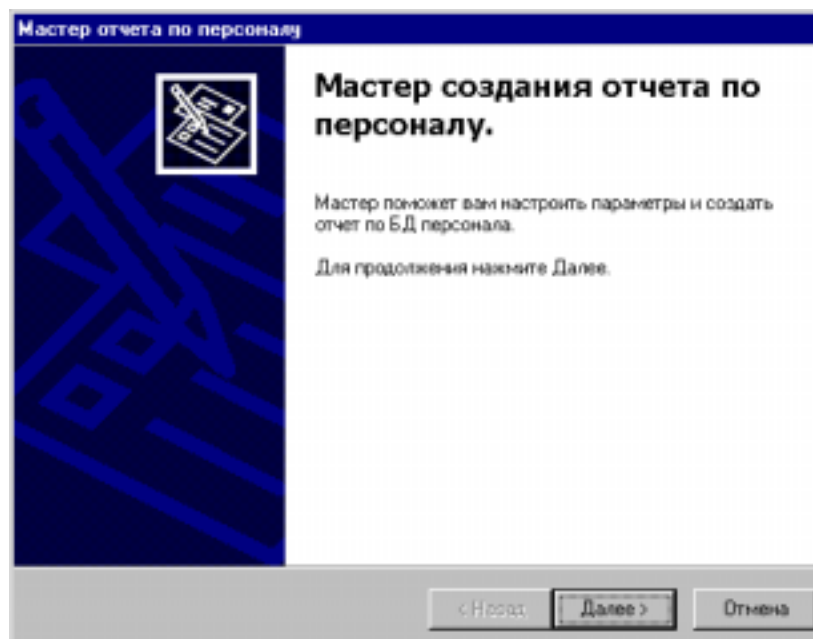 Мастер отчета по персоналу
Мастер создания отчета по
персоналу.
Мастер поможет вам настроить параметры и создать
отчет по БД персонала.
Для продолжения нажмите Далее.
< Назад
Далее >
Отмена